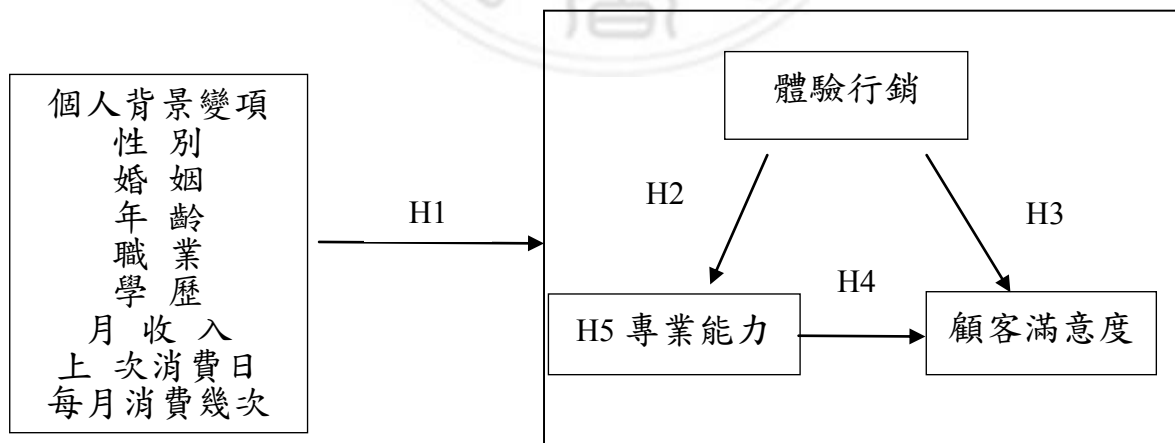 個人背景變項
性 別
婚 姻
年 齡
職 業
學 歷
月 收 入
上 次消費日
每月消費幾次
H1
體驗行銷
H2
H3
H4
H5 專業能力
顧客滿意度